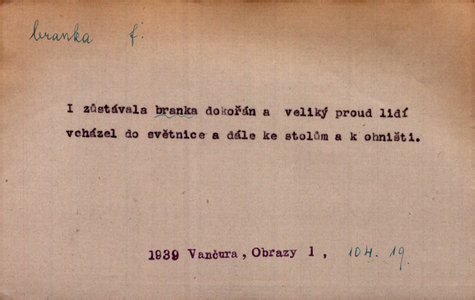 branka f.
I zůstávala branka dokořán a veliký proud lidí
vcházel do světnice a dále ke stolům a k ohništi.
1939 Vančura, Obrazy 1, 104. 19.